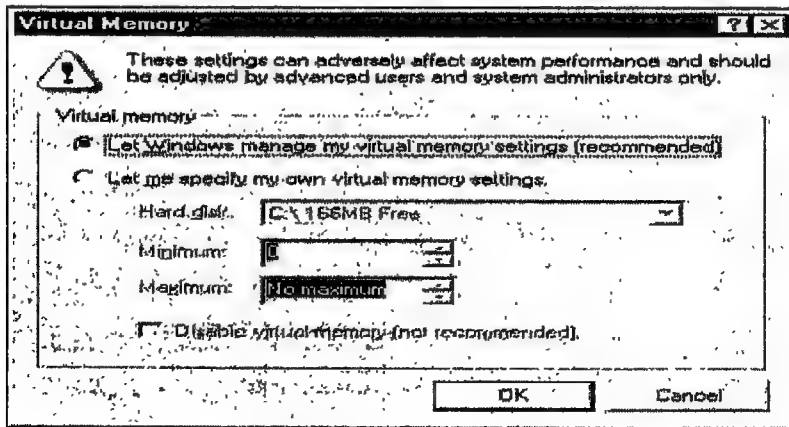 Virtual Memory
These settings can adversely affect system performance and should
be adjusted by advanced users and system administrators only.
Virtual memory
Let Windows manage my virtual memory settings (recommended)
Let me specify my own virtual memory settings.
Hard disk: C:\ 166MB Free
Minimum: 0
Maximum: No maximum
Disable virtual memory (not recommended).
OK Cancel